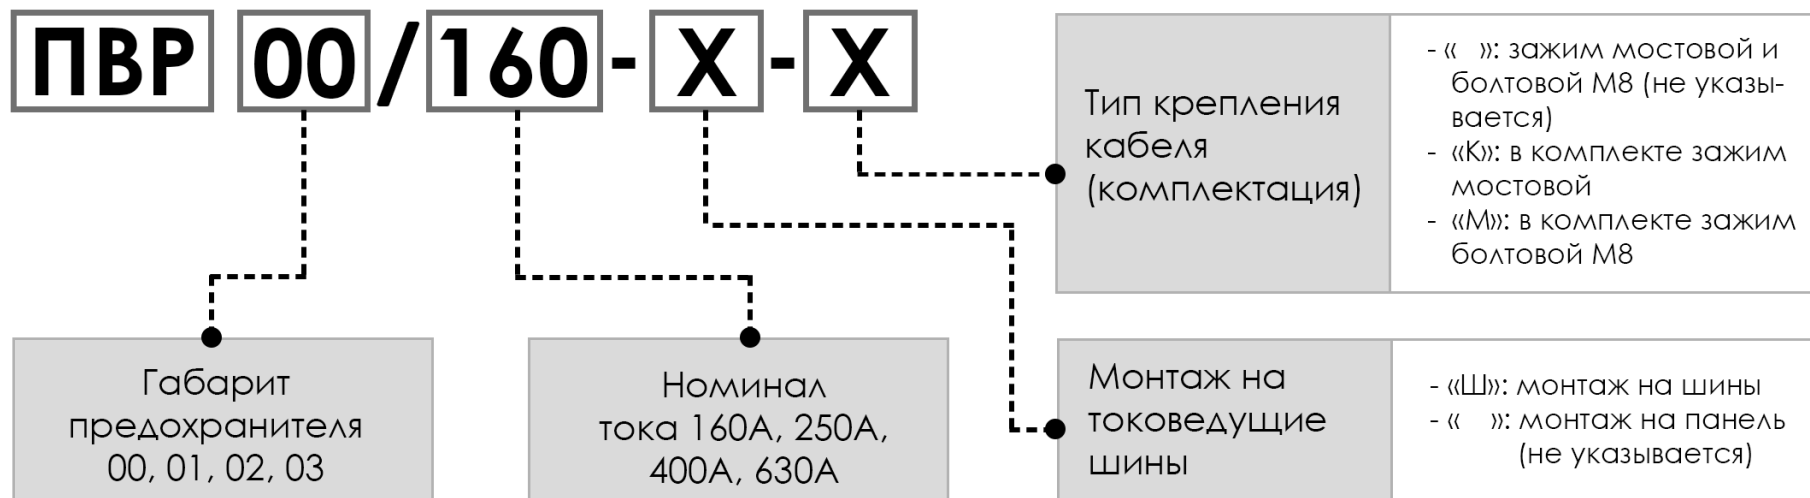 ПВР 00/160-Х-Х
Тип крепления
кабеля
(комплектация)
- «   »: зажим мостовой и
болтовой М8 (не указы-
вается)
- «К»: в комплекте зажим
мостовой
- «М»: в комплекте зажим
болтовой М8
Габарит
предохранителя
00, 01, 02, 03
Номинал
тока 160А, 250А,
400А, 630А
Монтаж на
токоведущие
шины
- «Ш»: монтаж на шины
- «   »: монтаж на панель
(не указывается)